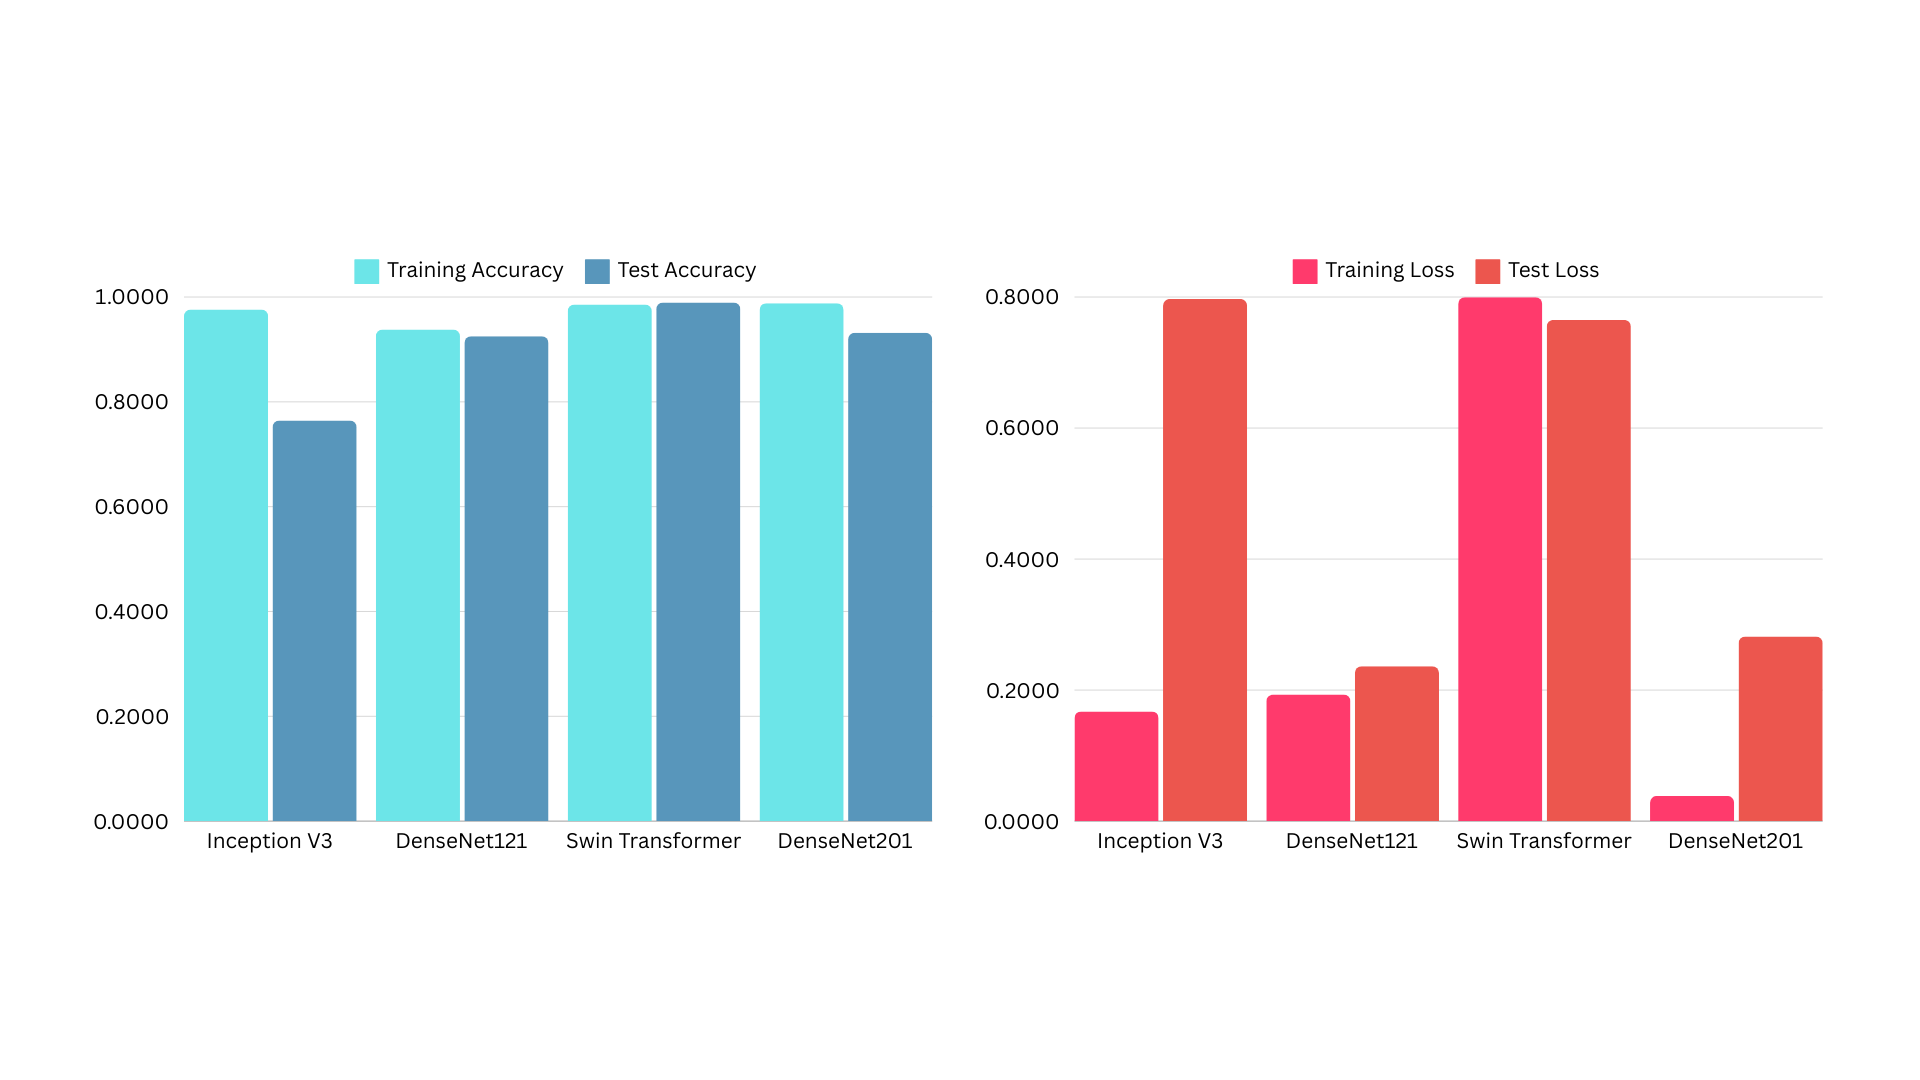 Training Accuracy Test Accuracy
1.0000
0.8000
0.6000
0.4000
0.2000
0.0000
Inception V3 DenseNet121 Swin Transformer DenseNet201
Training Loss Test Loss
0.8000
0.6000
0.4000
0.2000
0.0000
Inception V3 DenseNet121 Swin Transformer DenseNet201